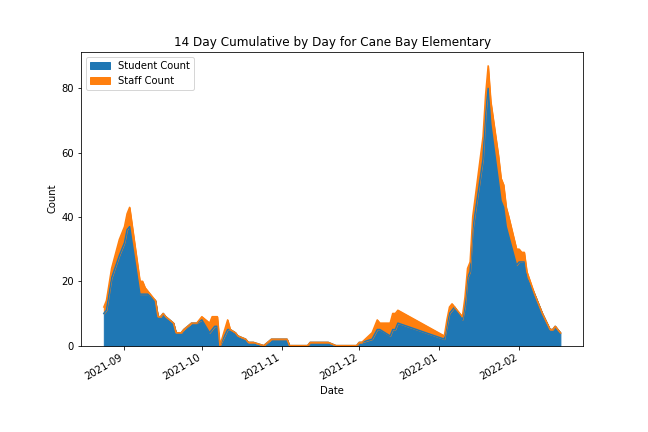 14 Day Cumulative by Day for Cane Bay Elementary
Student Count
Staff Count
80
60
40
20
0
Count
2021-09
2021-10
2021-11
2021-12
2022-01
2022-02
Date